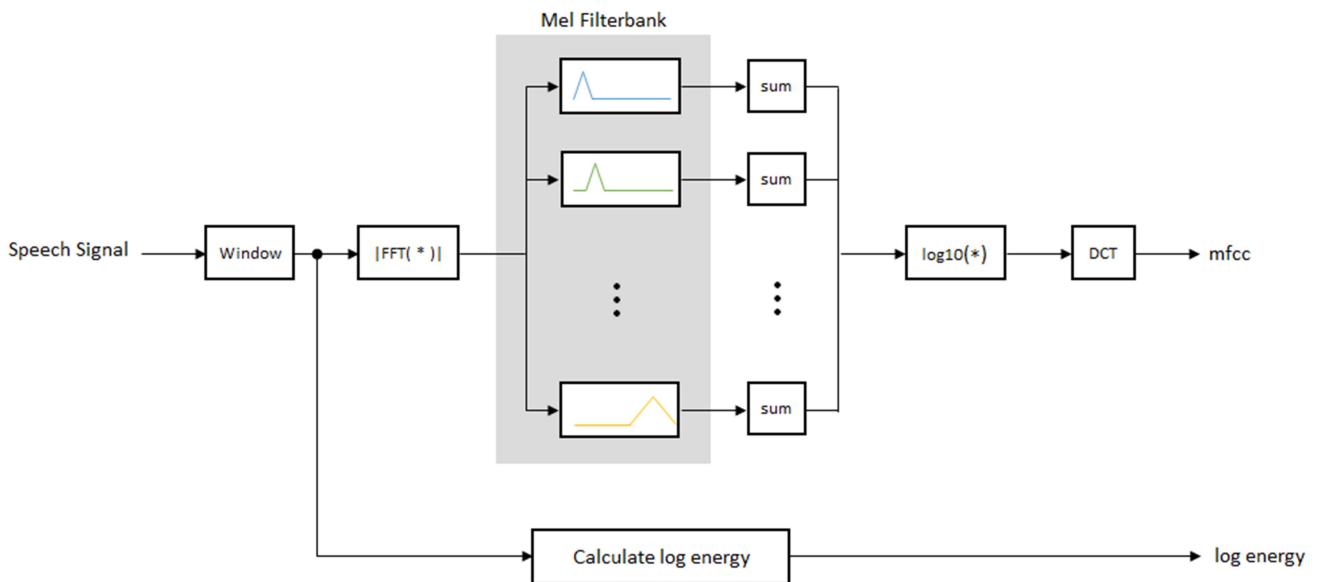 Mel Filterbank
sum
sum
Speech Signal
Window
|FFT( * )|
log10(*)
DCT
mfcc
sum
Calculate log energy
log energy